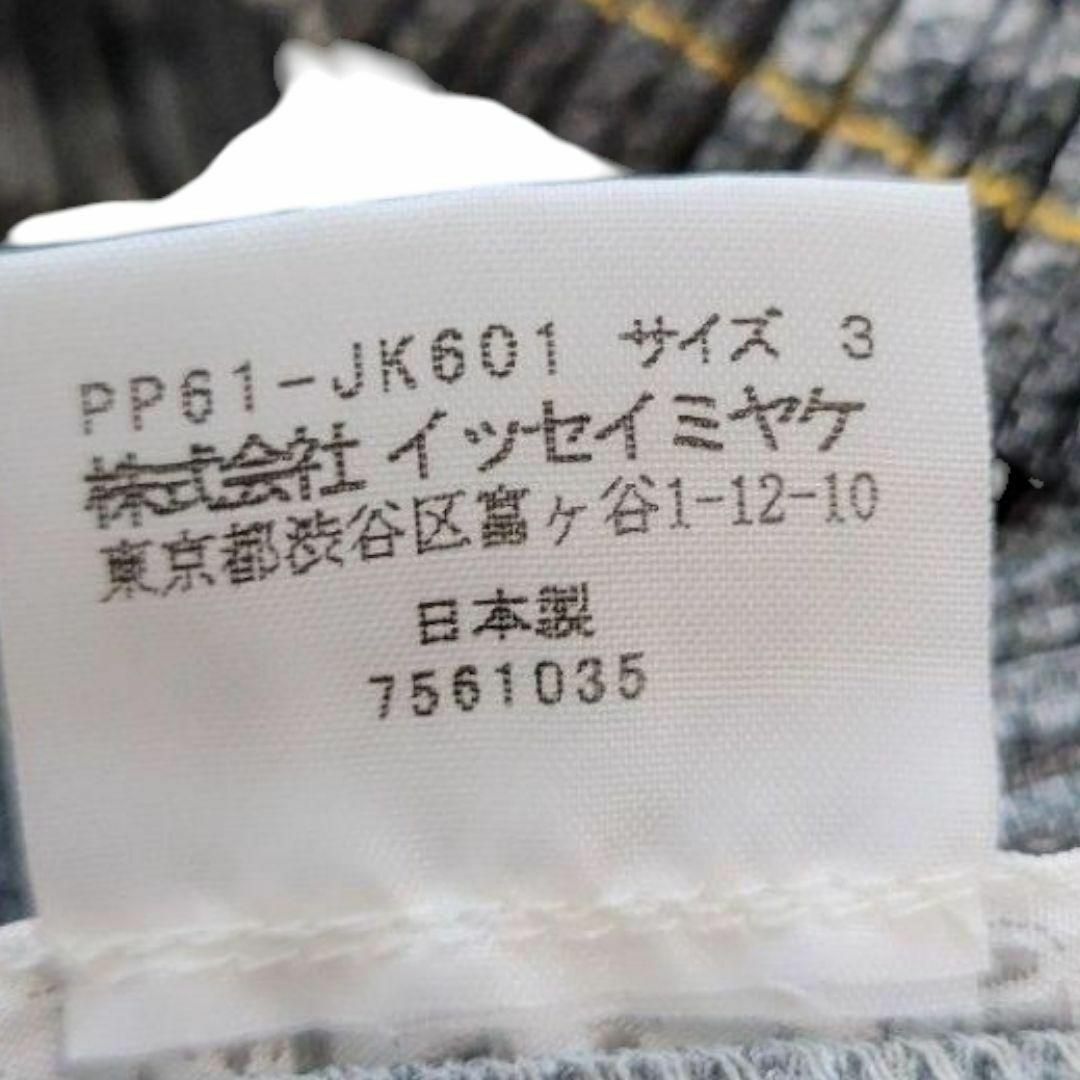 PP61-JK601 サイズ 3
株式会社 イッセイミヤケ
東京都渋谷区富ヶ谷1-12-10
日本製
7561035